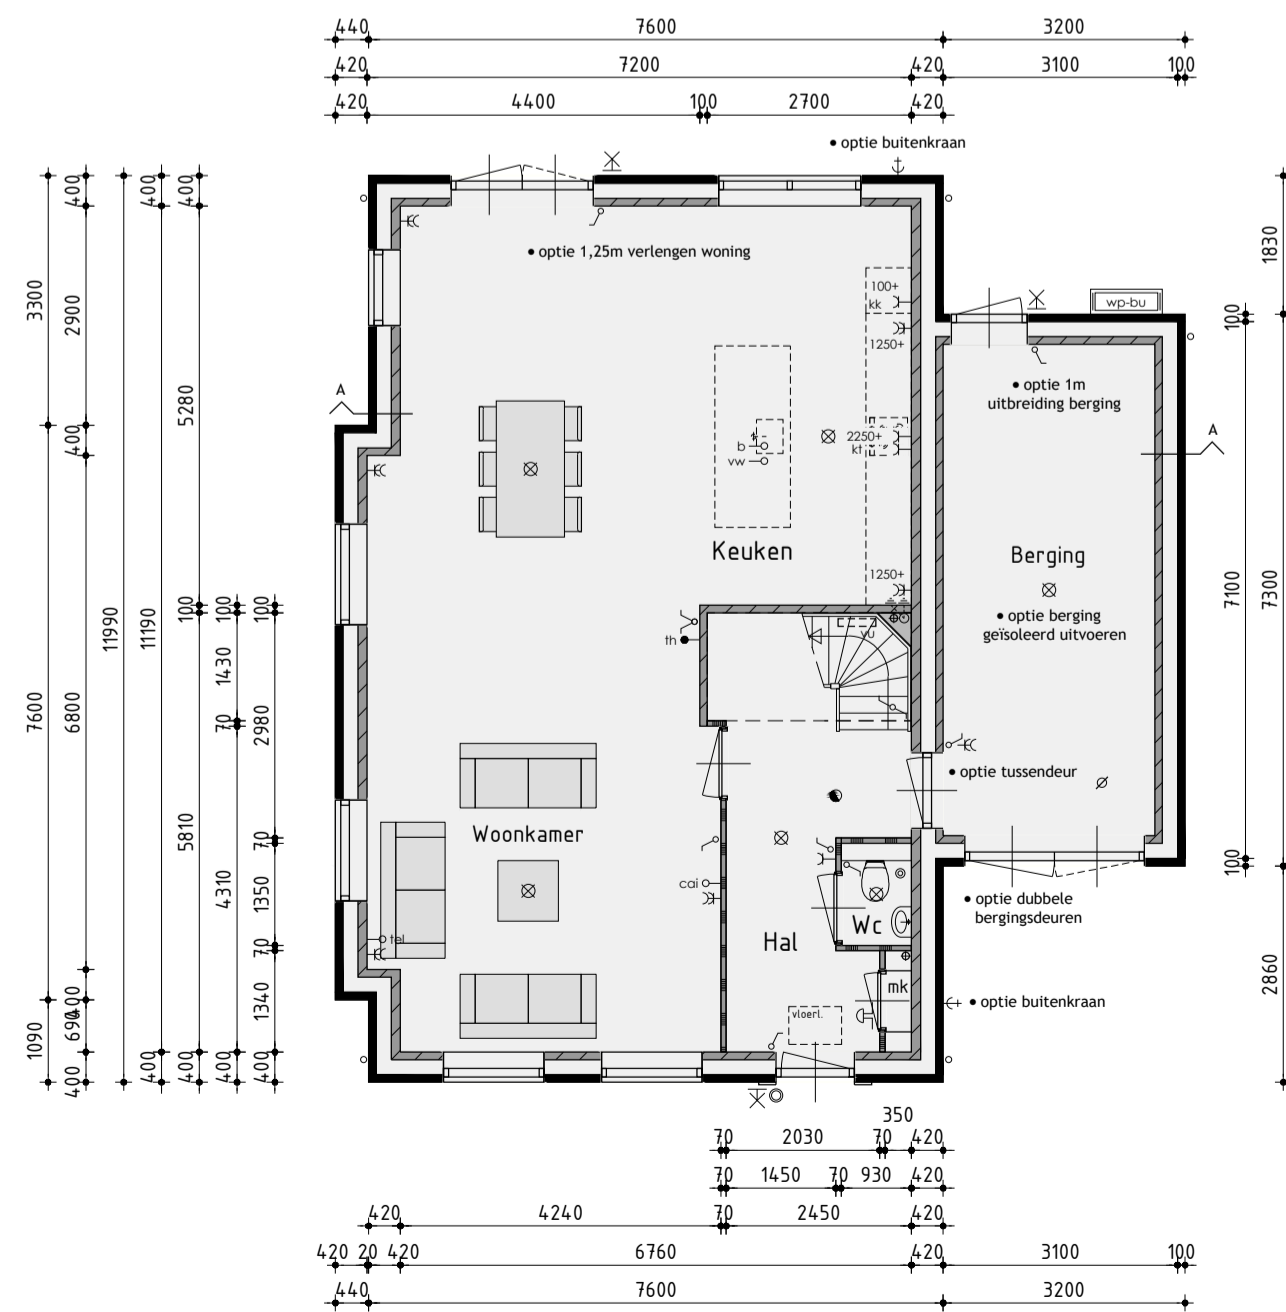 440 7600 3200
420 7200 420 3100 100
420 4400 100 2700 420
• optie buitenkraan
• optie 1,25m verlengen woning
100+
kk
1250+
wp-bu
• optie 1m
uitbreiding berging
A
A
2250+
kt
b
vw
Keuken
Berging
1250+
• optie berging
geïsoleerd uitvoeren
th
vu
• optie tussendeur
Woonkamer
cai
tel
Wc
Hal
mk
vloerl.
• optie dubbele
bergingsdeuren
• optie buitenkraan
3300 7600 1090
400 2900 400 6800 400 690 400
11990
400 11190 400
400 5280 100 5810 400
100 1430 70 4310 400
100 2980 70 1350 70 1340 400
100 7100 100
1830 7300 2860
350
70 2030 70 420
70 1450 70 930 420
420 4240 70 2450 420
420 20 420 6760 420 3100 100
440 7600 3200